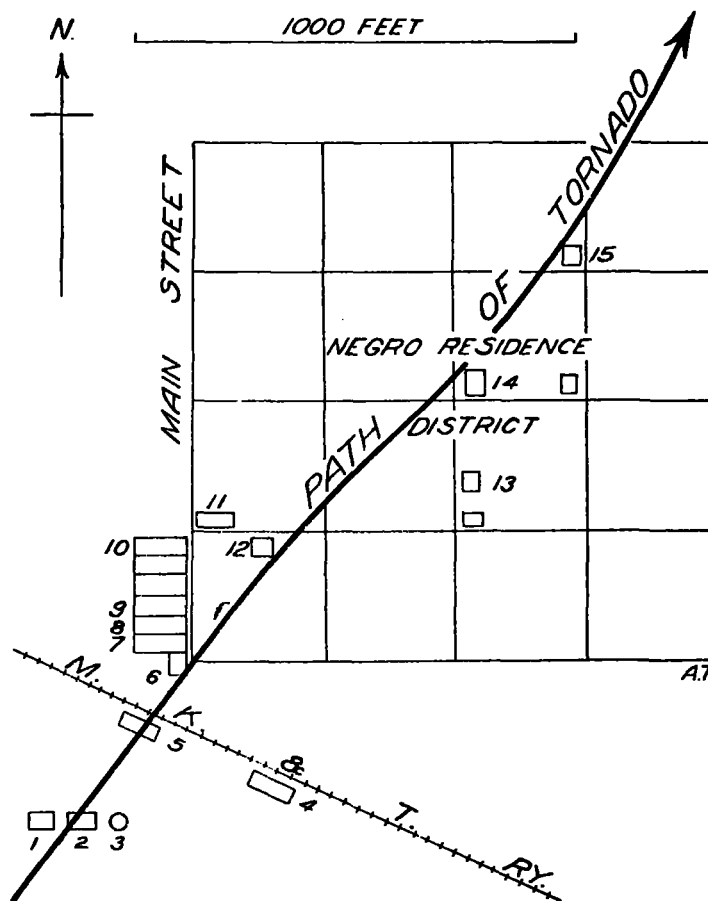 N.
1000 FEET
MAIN STREET
PATH OF TORNADO
15
NEGRO RESIDENCE
14
DISTRICT
13
11
10
12
9
8
7
6
A.T
M. K. & T. RY.
5
4
1 2 3